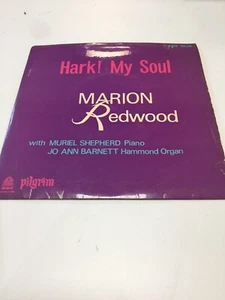 Hark! My Soul
MARION
Redwood
with MURIEL SHEPHERD Piano
JO ANN BARNETT Hammond Organ
pilgrim